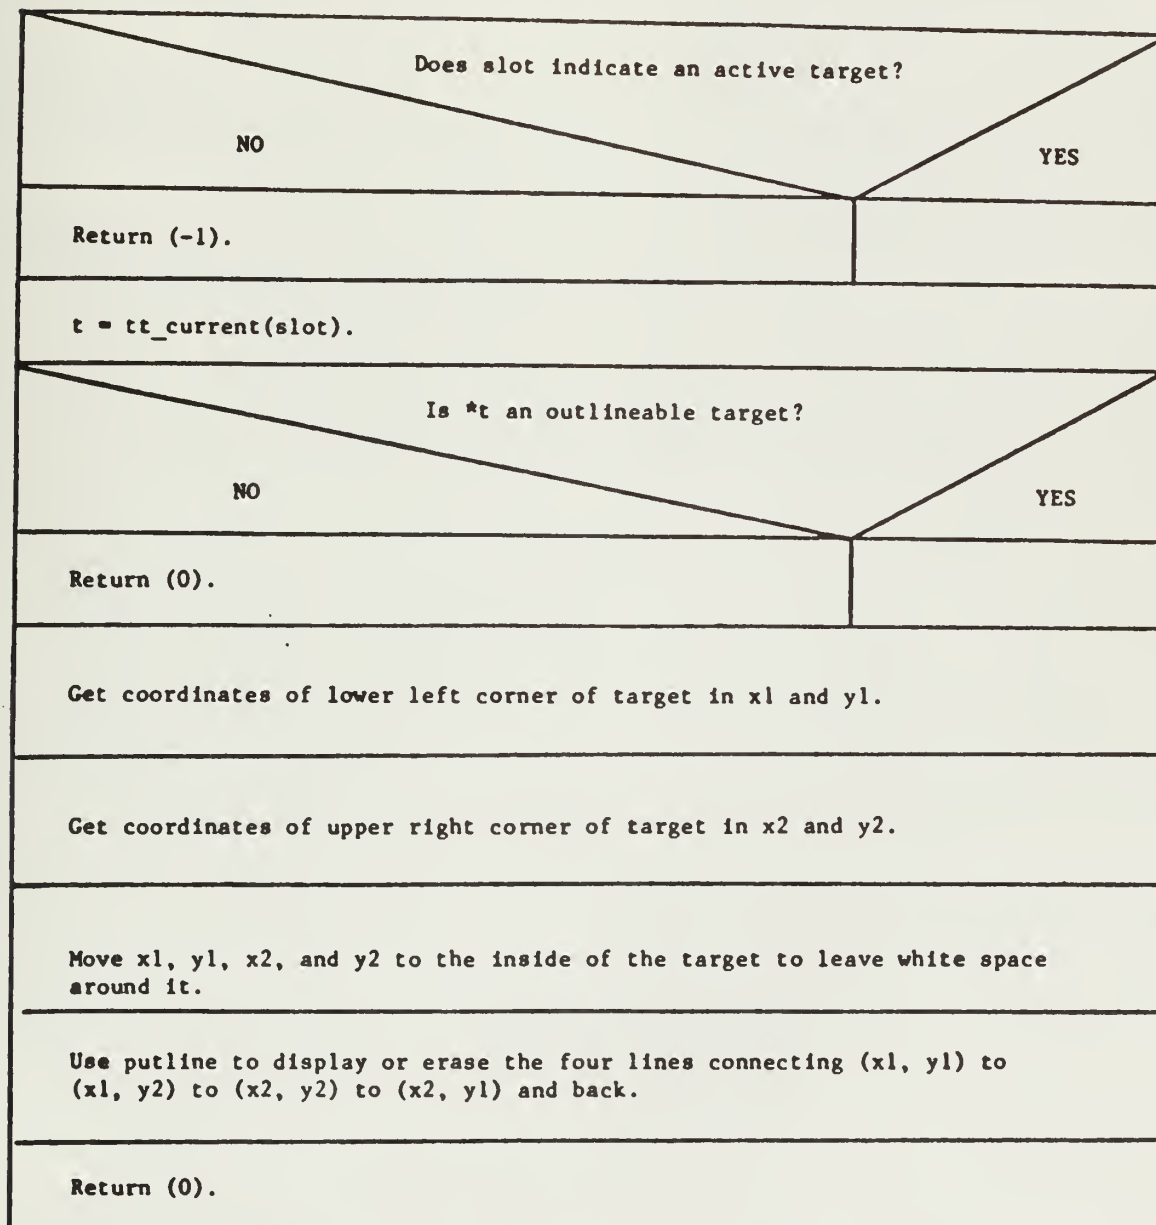 Does slot indicate an active target?
NO
YES
Return (-1).
t = tt_current(slot).
Is *t an outlineable target?
NO
YES
Return (0).
Get coordinates of lower left corner of target in x1 and y1.
Get coordinates of upper right corner of target in x2 and y2.
Move x1, y1, x2, and y2 to the inside of the target to leave white space
around it.
Use putline to display or erase the four lines connecting (x1, y1) to
(x1, y2) to (x2, y2) to (x2, y1) and back.
Return (0).